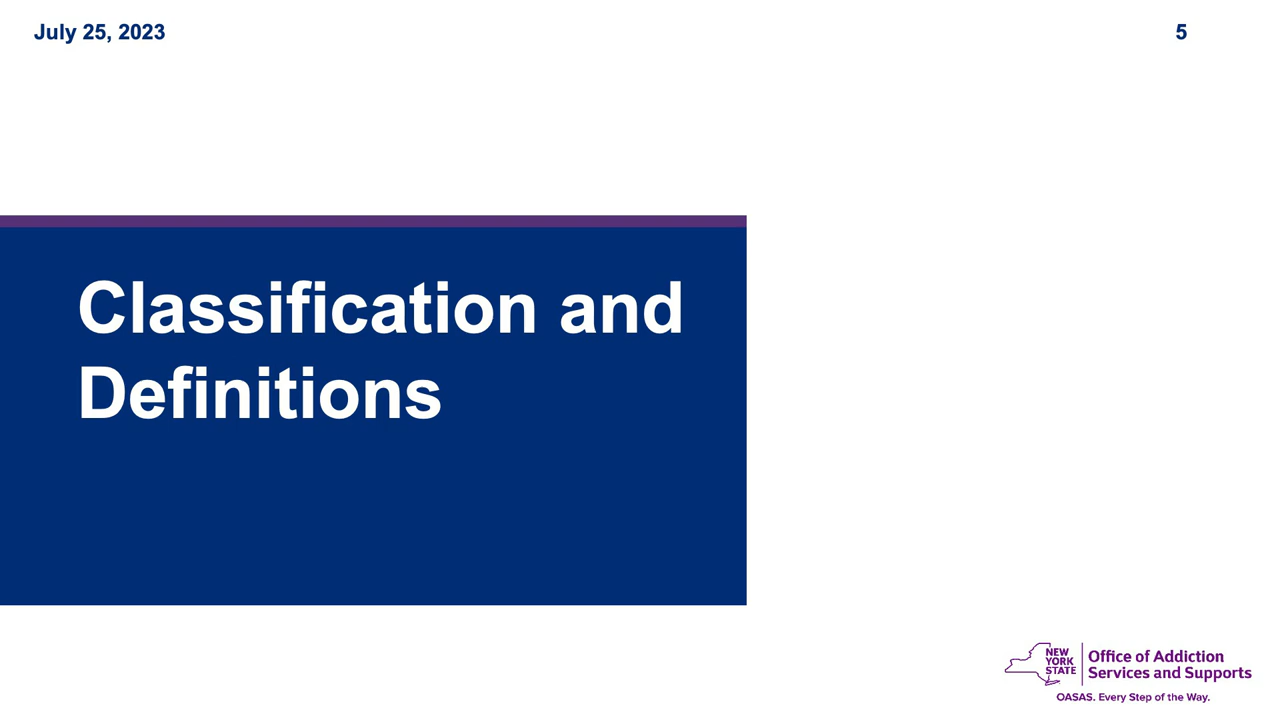 July 25, 2023
5
Classification and
Definitions
NEW
YORK
STATE
Office of Addiction
Services and Supports
OASAS. Every Step of the Way.